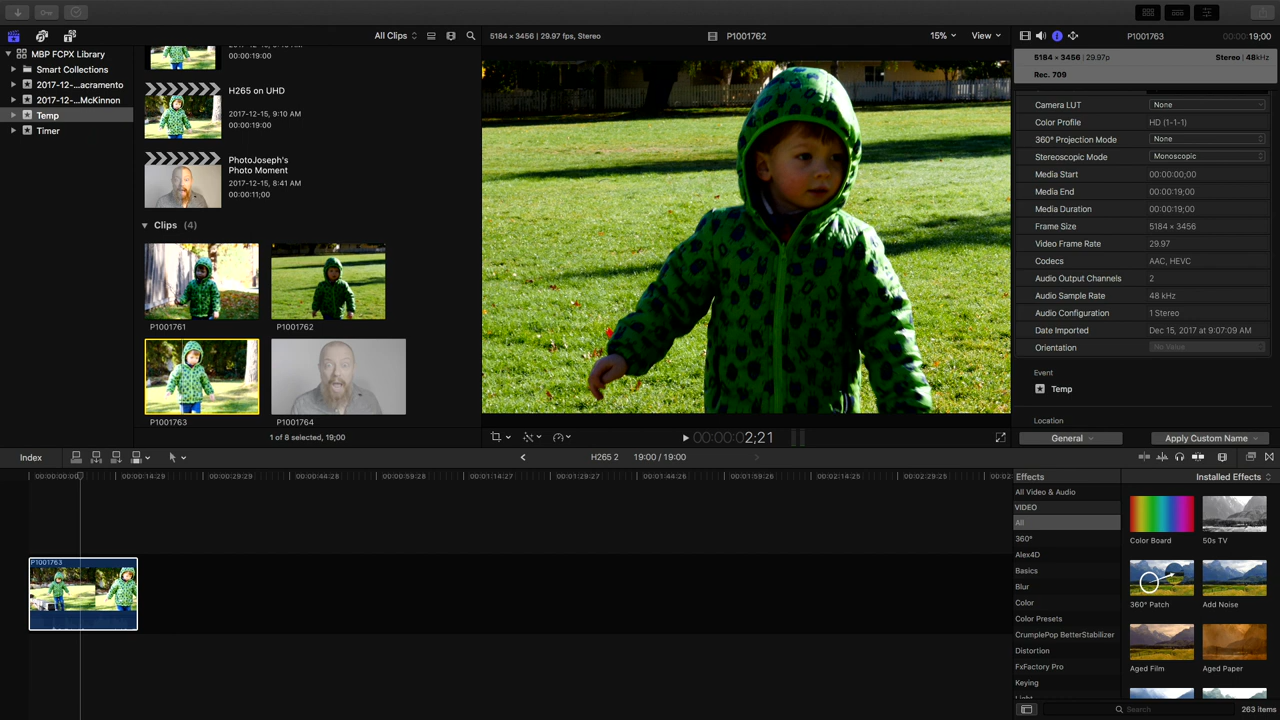 All Clips
5184 × 3456 | 29.97 fps, Stereo
P1001762
15%
View
P1001763
00:00:19;00
MBP FCPX Library
Smart Collections
2017-12-...acramento
2017-12-...McKinnon
Temp
Timer
00:00:19:00
H265 on UHD
2017-12-15, 9:10 AM
00:00:19:00
PhotoJoseph's
Photo Moment
2017-12-15, 8:41 AM
00:00:11;00
Clips (4)
P1001761
P1001762
P1001763
P1001764
1 of 8 selected, 19;00
00:00:00:02;21
5184 × 3456 | 29.97p
Stereo | 48kHz
Rec. 709
Camera LUT None
Color Profile HD (1-1-1)
360° Projection Mode None
Stereoscopic Mode Monoscopic
Media Start 00:00:00;00
Media End 00:00:19;00
Media Duration 00:00:19;00
Frame Size 5184 × 3456
Video Frame Rate 29.97
Codecs AAC, HEVC
Audio Output Channels 2
Audio Sample Rate 48 kHz
Audio Configuration 1 Stereo
Date Imported Dec 15, 2017 at 9:07:09 AM
Orientation No Value
Event
Temp
Location
General
Apply Custom Name
Index
H265 2 19:00 / 19:00
00:00:00:00
00:00:14:29
00:00:29:29
00:00:44:28
00:00:59:28
00:01:14:27
00:01:29:27
00:01:44:26
00:01:59:26
00:02:14:25
00:02:29:25
P1001763
Effects
Installed Effects
All Video & Audio
VIDEO
All
360°
Alex4D
Basics
Blur
Color
Color Presets
CrumplePop BetterStabilizer
Distortion
FxFactory Pro
Keying
Light
Color Board
50s TV
360° Patch
Add Noise
Aged Film
Aged Paper
Search
263 items